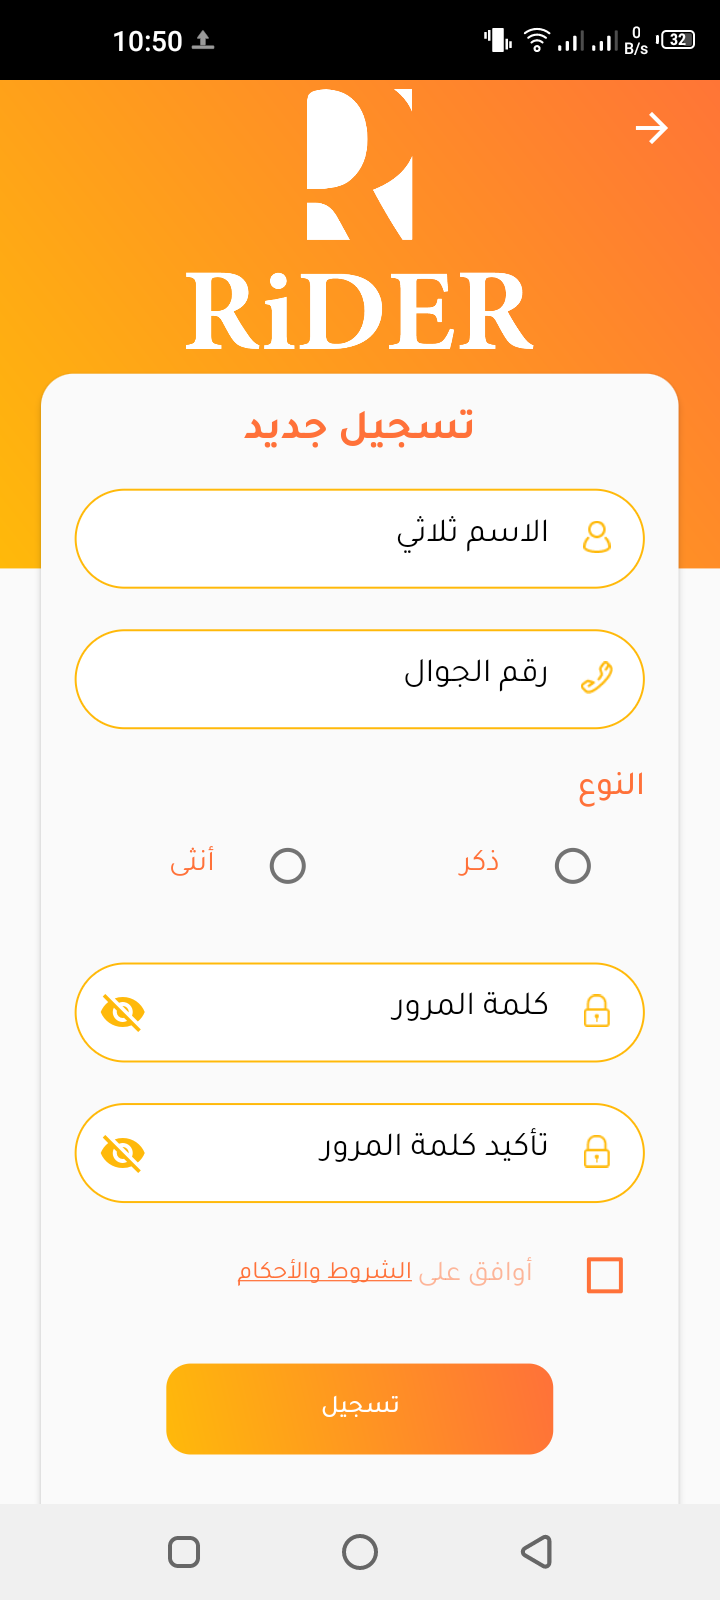 10:50
0
B/s
32
RiDER
تسجيل جديد
الاسم ثلاثي
رقم الجوال
النوع
ذكر
أنثى
كلمة المرور
تأكيد كلمة المرور
أوافق على الشروط والأحكام
تسجيل